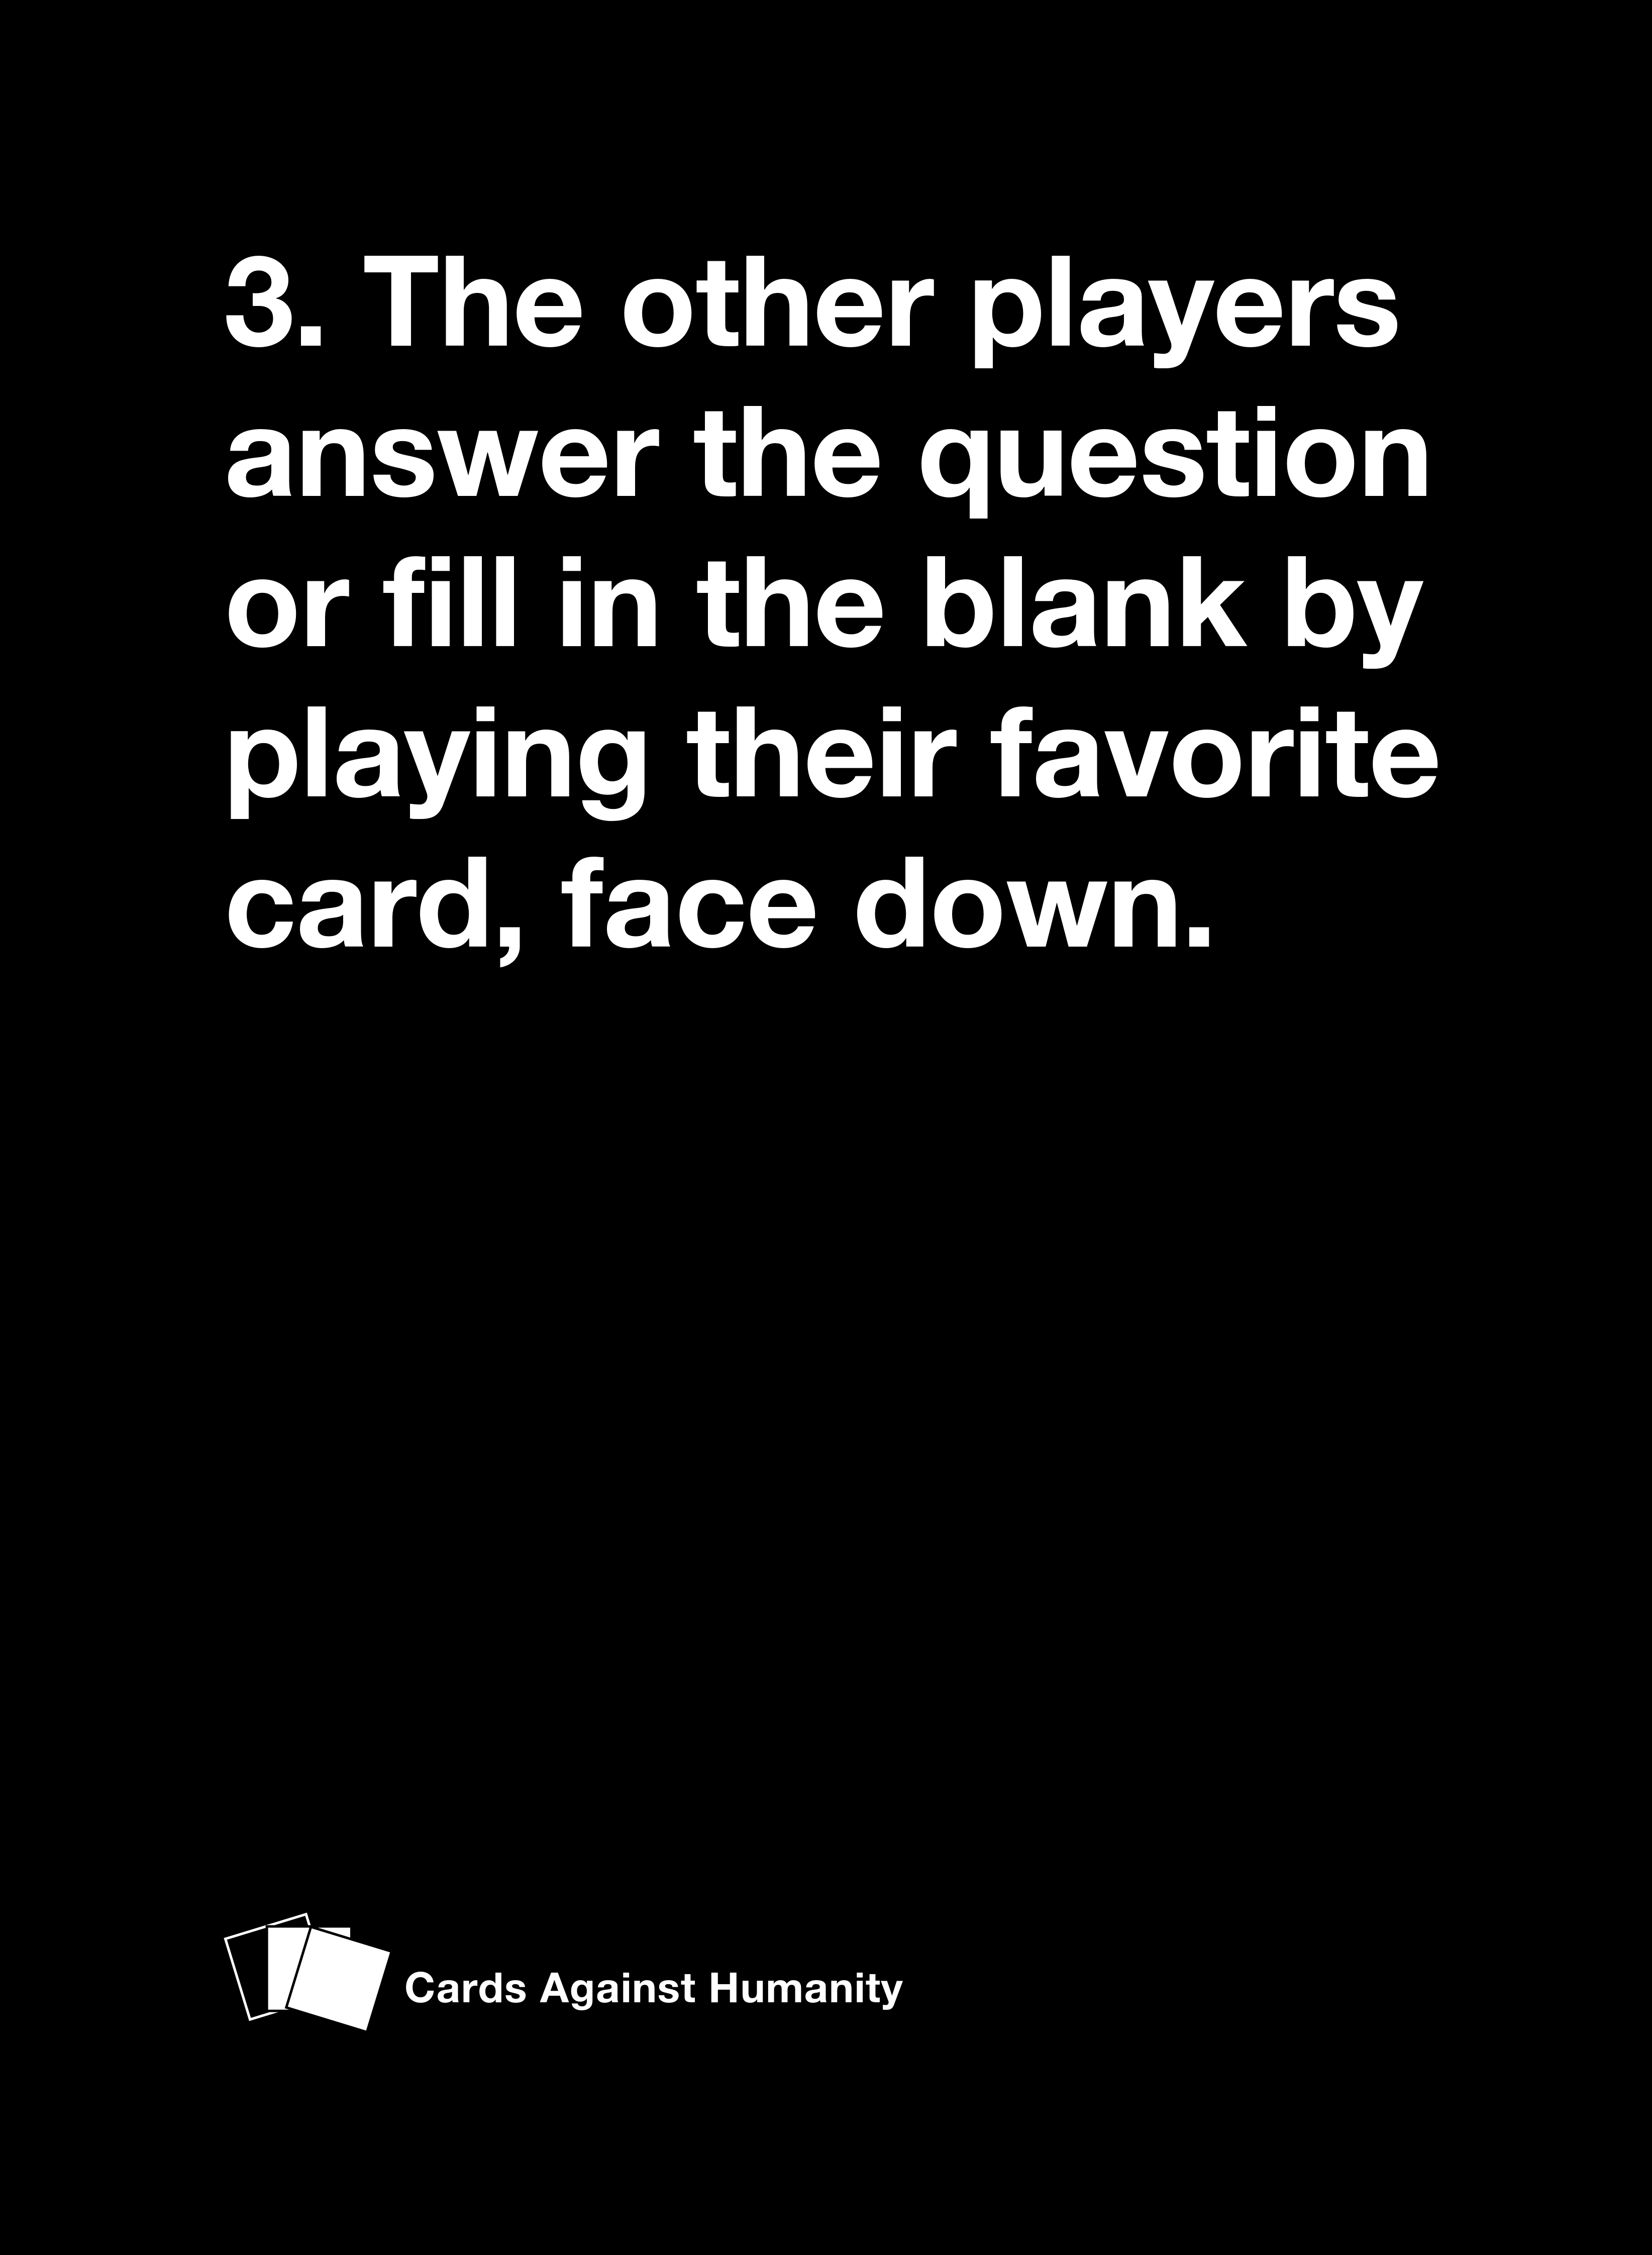 3. The other players
answer the question
or fill in the blank by
playing their favorite
card, face down.
Cards Against Humanity